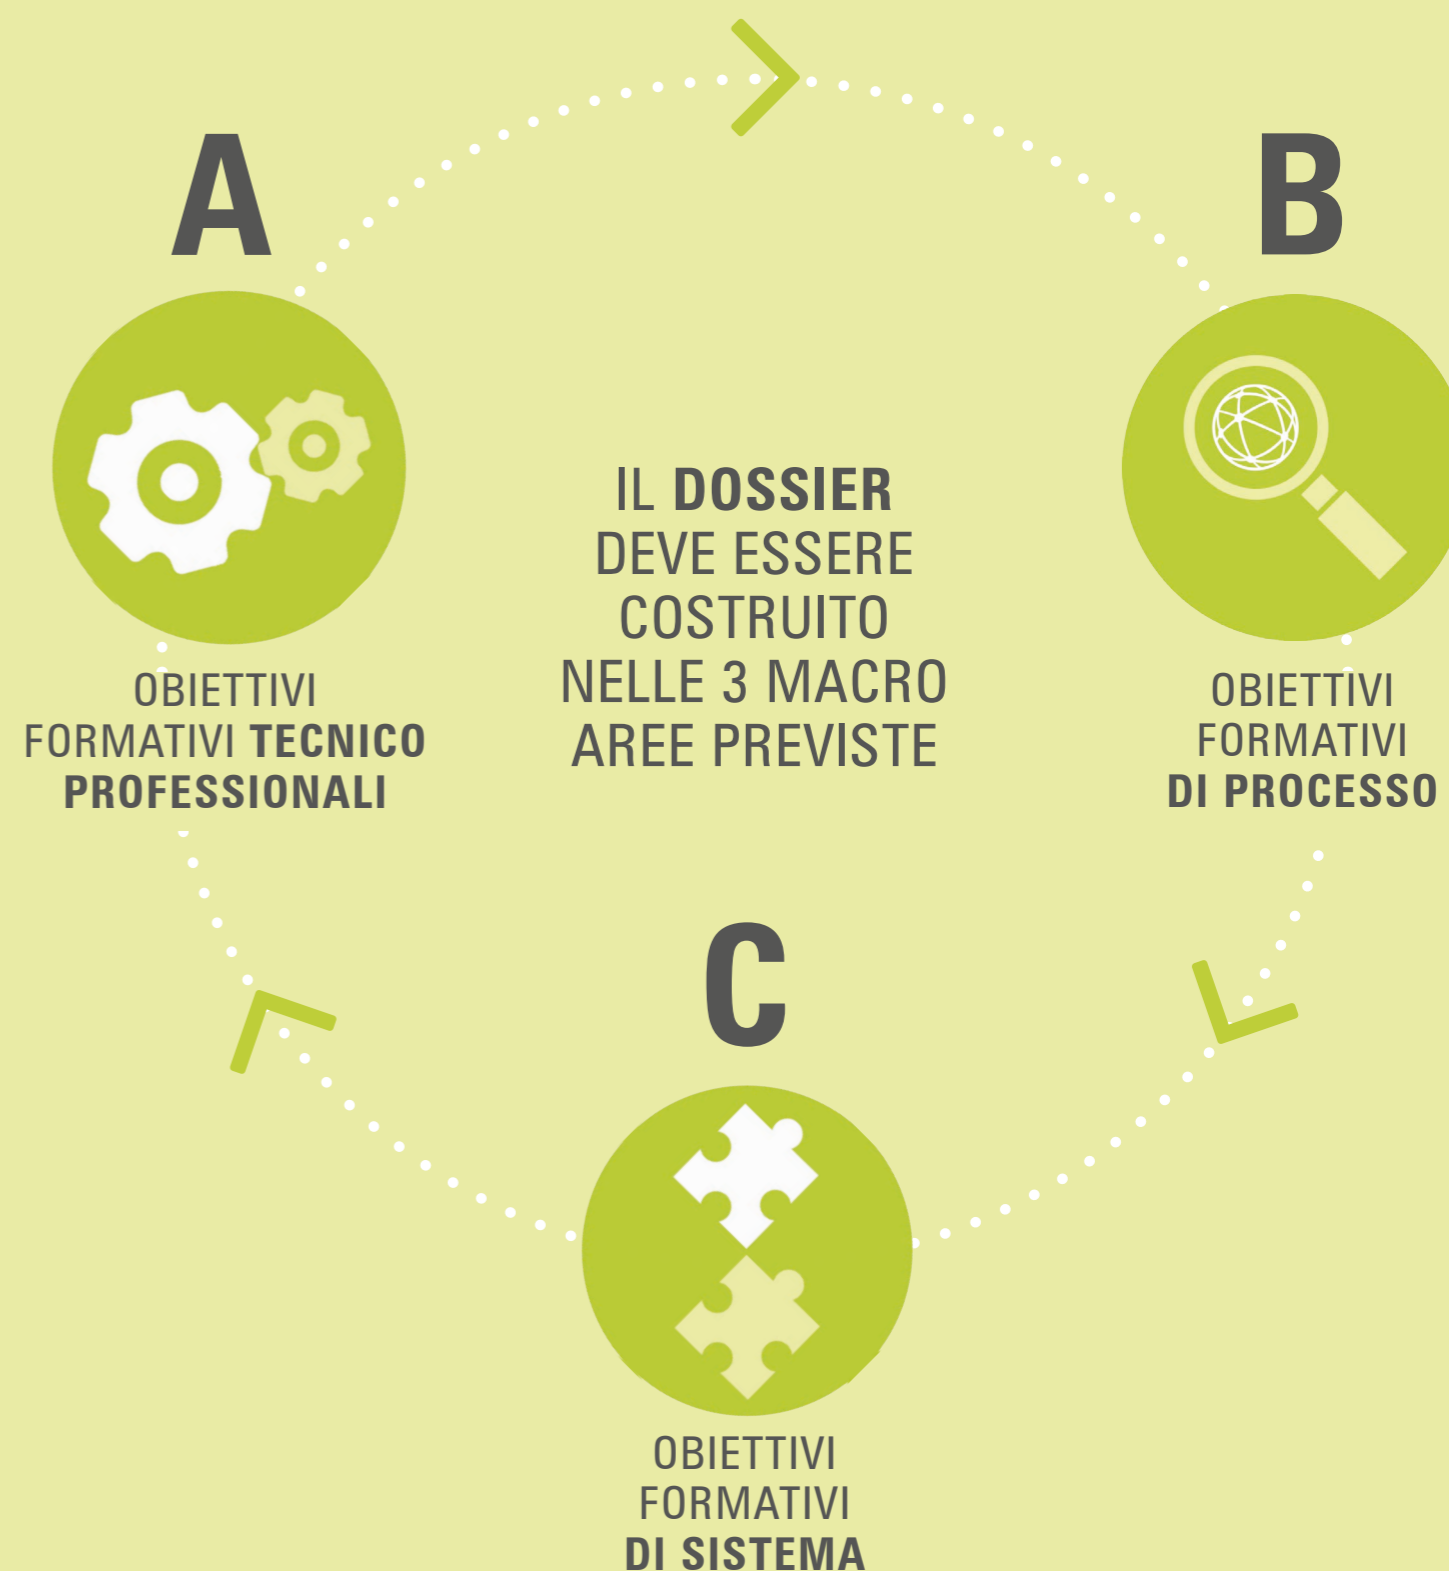 A
OBIETTIVI
FORMATIVI TECNICO
PROFESSIONALI
B
OBIETTIVI
FORMATIVI
DI PROCESSO
IL DOSSIER
DEVE ESSERE
COSTRUITO
NELLE 3 MACRO
AREE PREVISTE
C
OBIETTIVI
FORMATIVI
DI SISTEMA